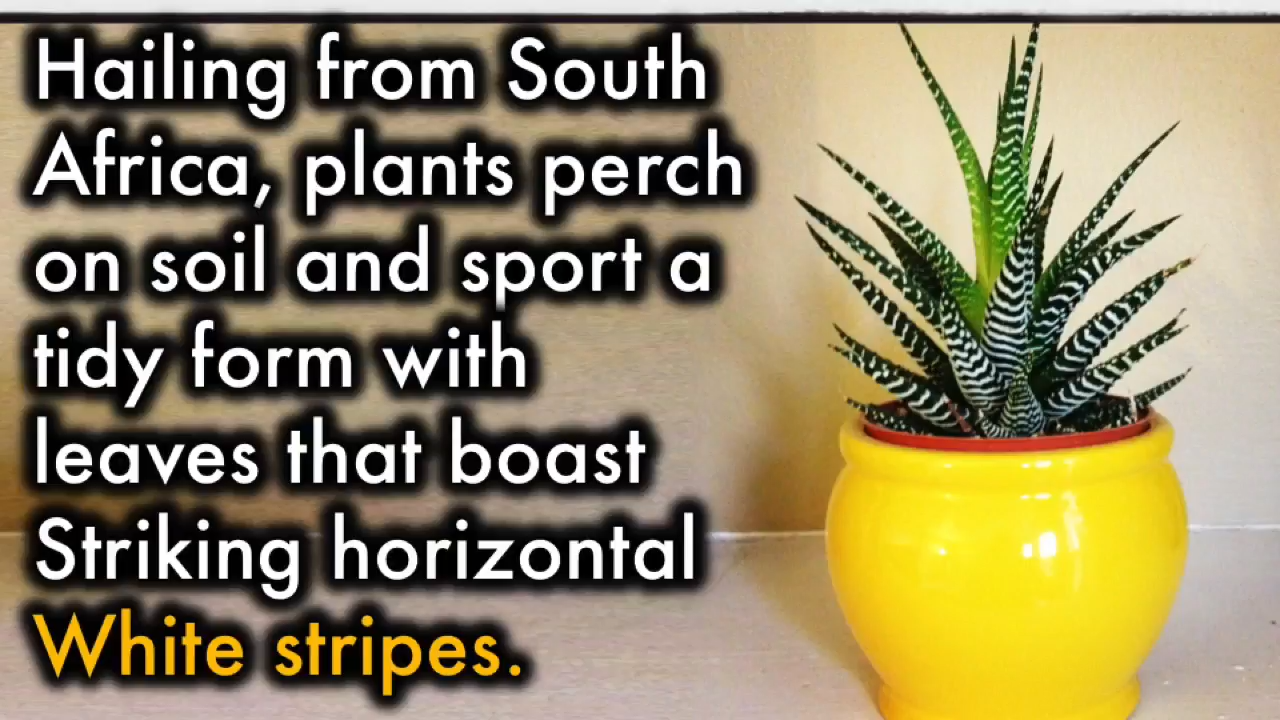 Hailing from South
Africa, plants perch
on soil and sport a
tidy form with
leaves that boast
Striking horizontal
White stripes.